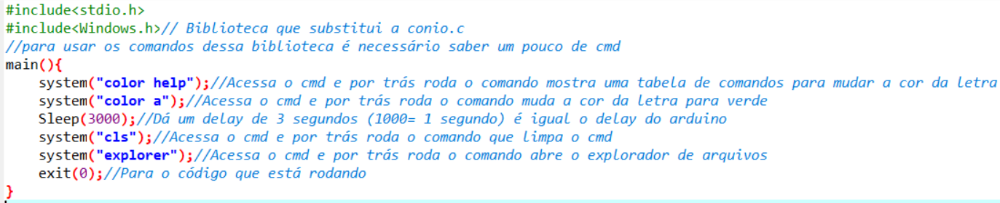 #include<stdio.h>
#include<Windows.h>// Biblioteca que substitui a conio.c
//para usar os comandos dessa biblioteca é necessário saber um pouco de cmd
main(){
    system("color help");//Acessa o cmd e por trás roda o comando mostra uma tabela de comandos para mudar a cor da letra
    system("color a");//Acessa o cmd e por trás roda o comando muda a cor da letra para verde
    Sleep(3000);//Dá um delay de 3 segundos (1000= 1 segundo) é igual o delay do arduino
    system("cls");//Acessa o cmd e por trás roda o comando que limpa o cmd
    system("explorer");//Acessa o cmd e por trás roda o comando abre o explorador de arquivos
    exit(0);//Para o código que está rodando
}